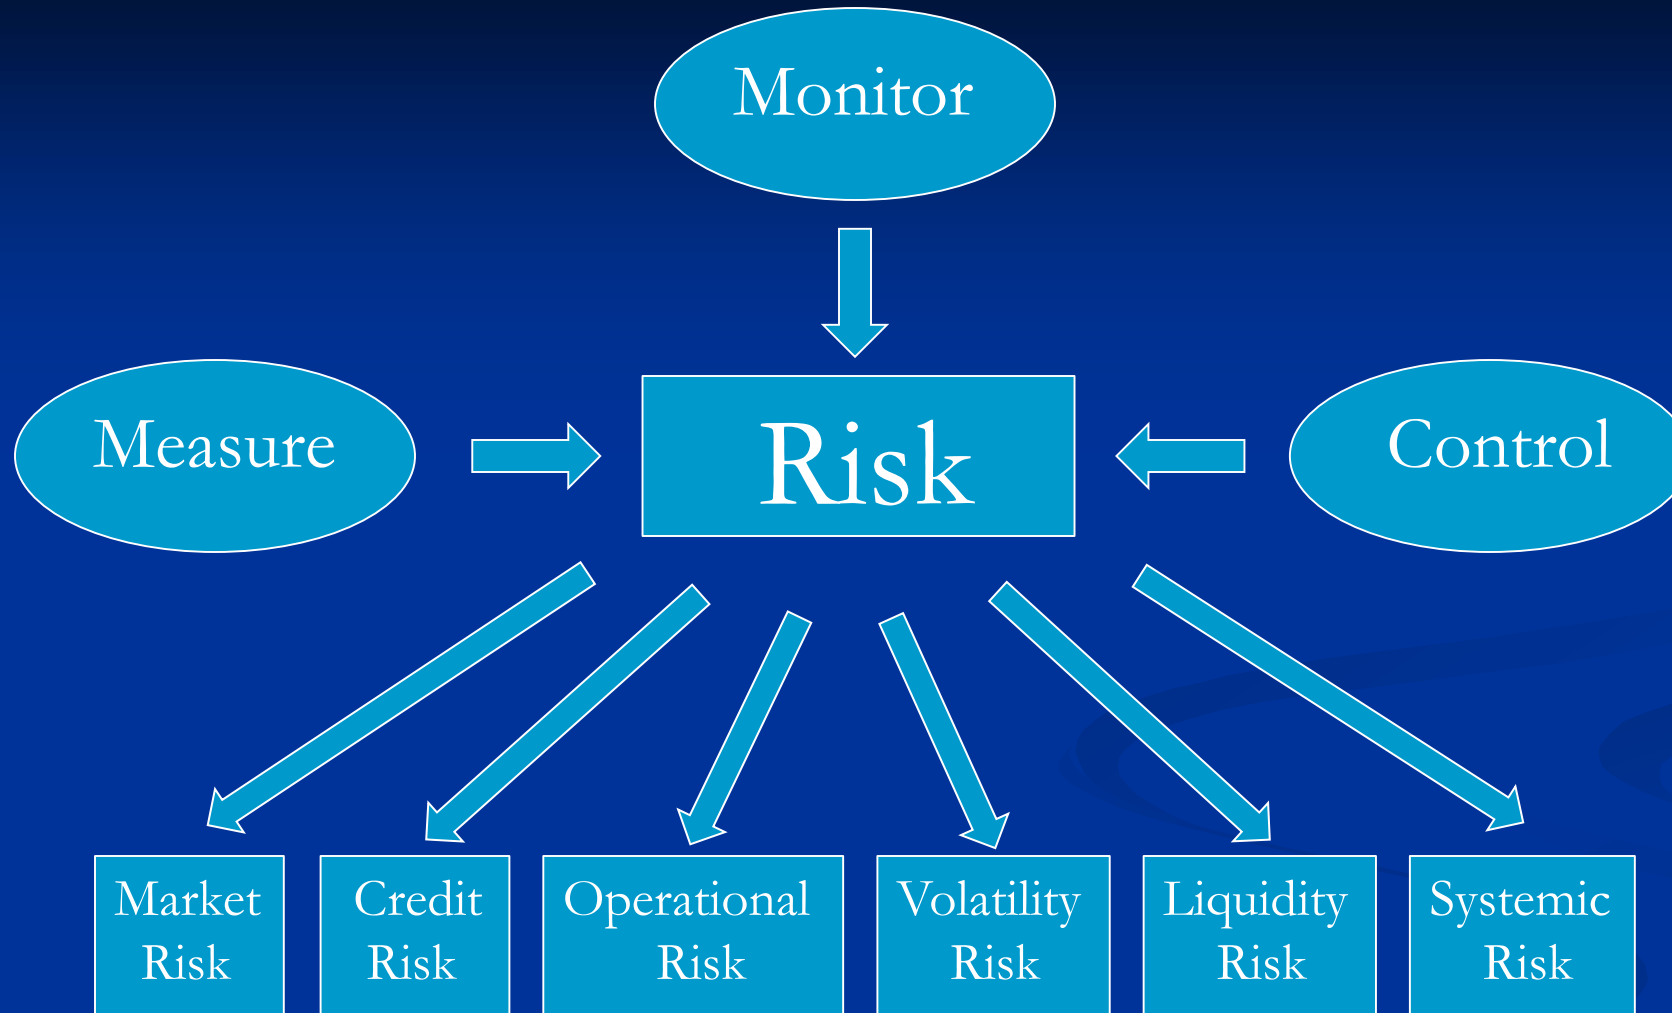 Monitor
Measure
Risk
Control
Market
Risk
Credit
Risk
Operational
Risk
Volatility
Risk
Liquidity
Risk
Systemic
Risk